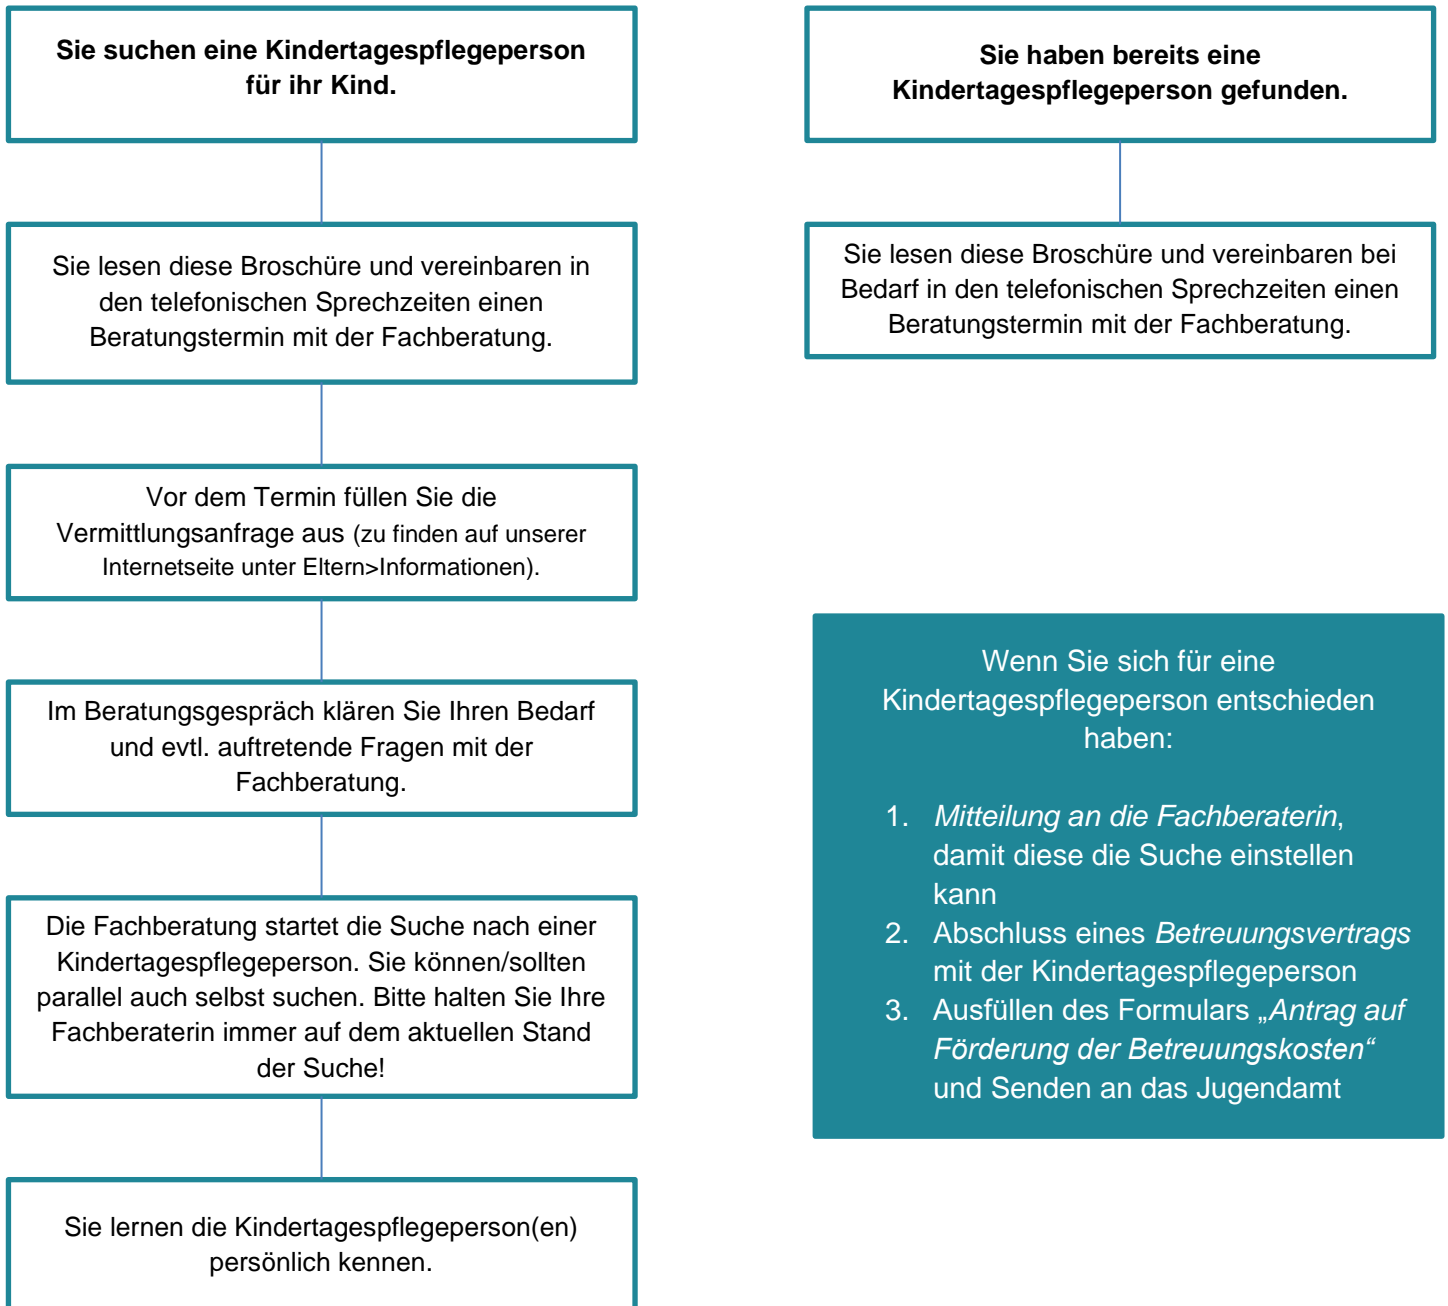 Sie suchen eine Kindertagespflegeperson
für ihr Kind.
Sie lesen diese Broschüre und vereinbaren in
den telefonischen Sprechzeiten einen
Beratungstermin mit der Fachberatung.
Vor dem Termin füllen Sie die
Vermittlungsanfrage aus (zu finden auf unserer
Internetseite unter Eltern>Informationen).
Im Beratungsgespräch klären Sie Ihren Bedarf
und evtl. auftretende Fragen mit der
Fachberatung.
Die Fachberatung startet die Suche nach einer
Kindertagespflegeperson. Sie können/sollten
parallel auch selbst suchen. Bitte halten Sie Ihre
Fachberaterin immer auf dem aktuellen Stand
der Suche!
Sie lernen die Kindertagespflegeperson(en)
persönlich kennen.
Sie haben bereits eine
Kindertagespflegeperson gefunden.
Sie lesen diese Broschüre und vereinbaren bei
Bedarf in den telefonischen Sprechzeiten einen
Beratungstermin mit der Fachberatung.
Wenn Sie sich für eine
Kindertagespflegeperson entschieden
haben:
1. Mitteilung an die Fachberaterin,
damit diese die Suche einstellen
kann
2. Abschluss eines Betreuungsvertrags
mit der Kindertagespflegeperson
3. Ausfüllen des Formulars „Antrag auf
Förderung der Betreuungskosten“
und Senden an das Jugendamt